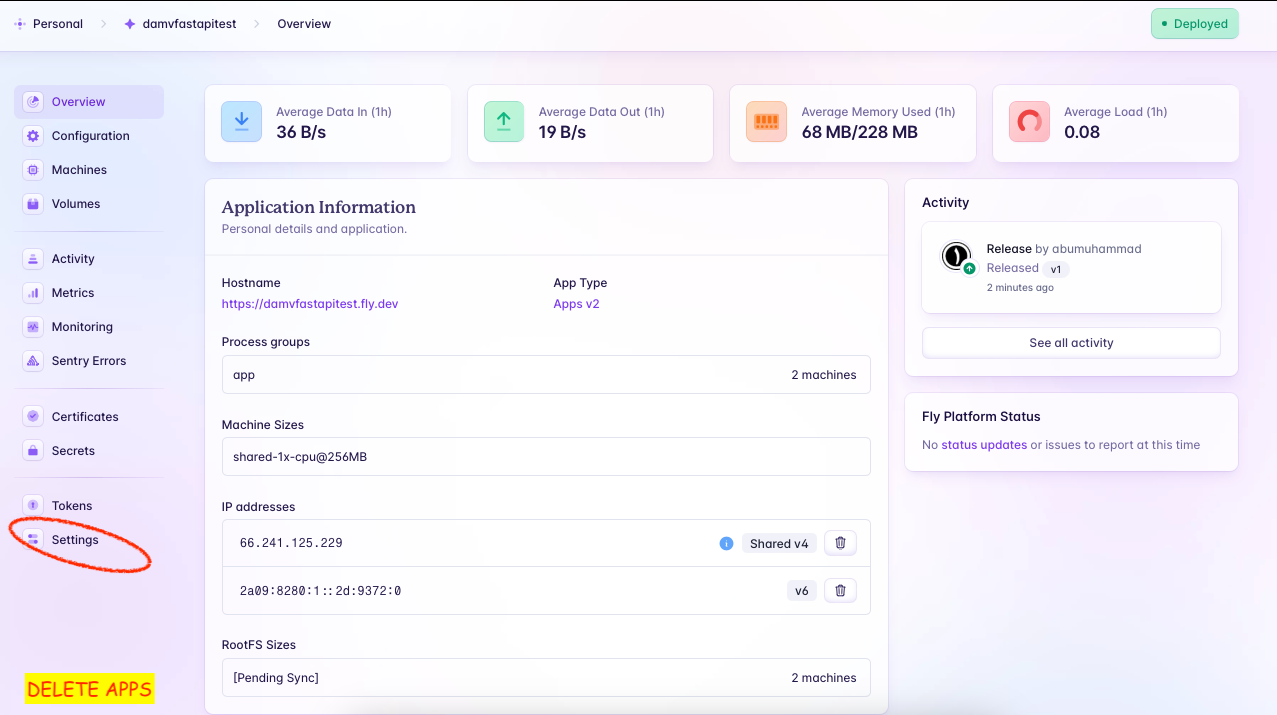 Personal
damvfastapitest
Overview
Deployed
Overview
Configuration
Machines
Volumes
Activity
Metrics
Monitoring
Sentry Errors
Certificates
Secrets
Tokens
Settings
DELETE APPS
Average Data In (1h)
36 B/s
Average Data Out (1h)
19 B/s
Average Memory Used (1h)
68 MB/228 MB
Average Load (1h)
0.08
Application Information
Personal details and application.
Hostname
https://damvfastapitest.fly.dev
App Type
Apps v2
Process groups
app 2 machines
Machine Sizes
shared-1x-cpu@256MB
IP addresses
66.241.125.229 Shared v4
2a09:8280:1::2d:9372:0 v6
RootFS Sizes
[Pending Sync] 2 machines
Activity
Release by abumuhammad
Released v1
2 minutes ago
See all activity
Fly Platform Status
No status updates or issues to report at this time